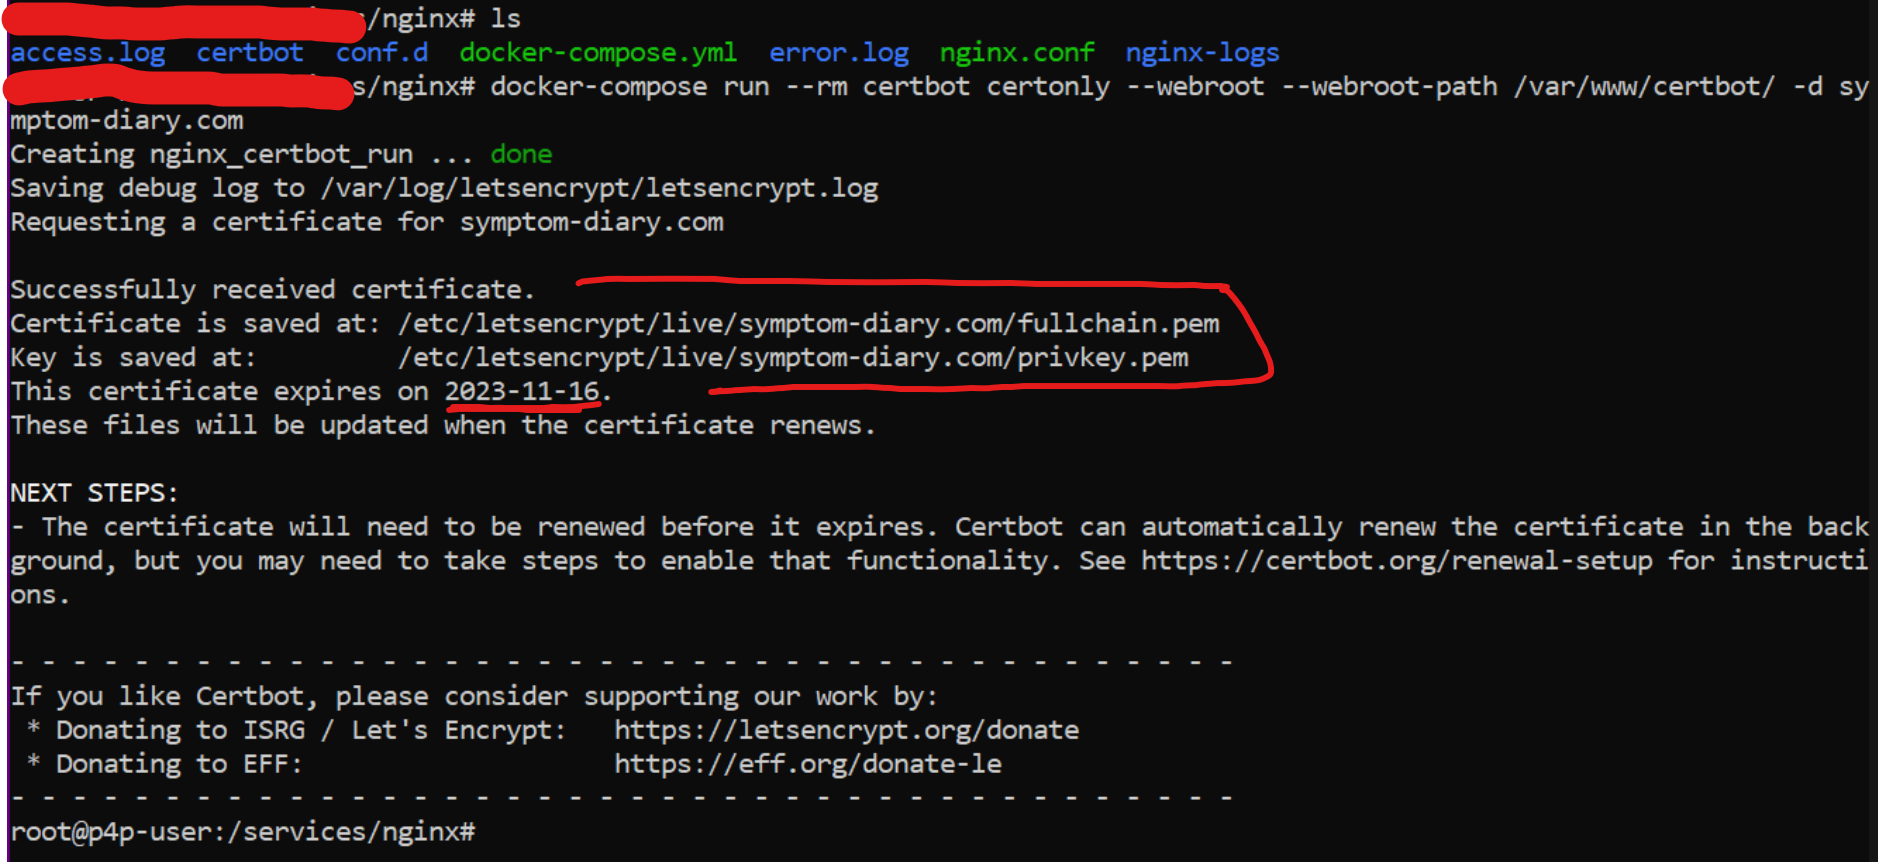 /nginx# ls
access.log  certbot  conf.d  docker-compose.yml  error.log  nginx.conf  nginx-logs
s/nginx# docker-compose run --rm certbot certonly --webroot --webroot-path /var/www/certbot/ -d sy
mptom-diary.com
Creating nginx_certbot_run ... done
Saving debug log to /var/log/letsencrypt/letsencrypt.log
Requesting a certificate for symptom-diary.com
Successfully received certificate.
Certificate is saved at: /etc/letsencrypt/live/symptom-diary.com/fullchain.pem
Key is saved at:         /etc/letsencrypt/live/symptom-diary.com/privkey.pem
This certificate expires on 2023-11-16.
These files will be updated when the certificate renews.
NEXT STEPS:
- The certificate will need to be renewed before it expires. Certbot can automatically renew the certificate in the back
ground, but you may need to take steps to enable that functionality. See https://certbot.org/renewal-setup for instructi
ons.
- - - - - - - - - - - - - - - - - - - - - - - - - - - - - - - - - - - - - - - -
If you like Certbot, please consider supporting our work by:
 * Donating to ISRG / Let's Encrypt:   https://letsencrypt.org/donate
 * Donating to EFF:                    https://eff.org/donate-le
- - - - - - - - - - - - - - - - - - - - - - - - - - - - - - - - - - - - - - - -
root@p4p-user:/services/nginx#